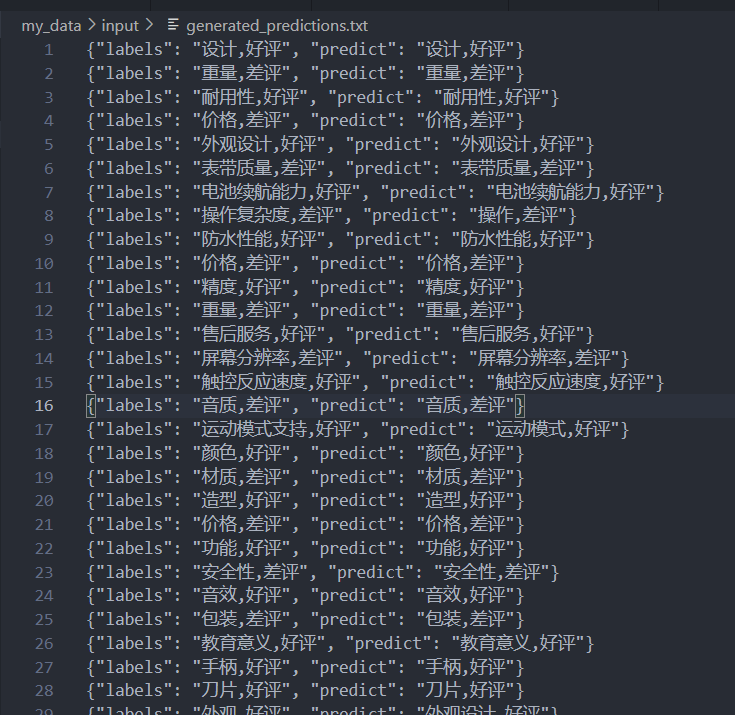 my_data > input > generated_predictions.txt
1 {"labels": "设计,好评", "predict": "设计,好评"}
2 {"labels": "重量,差评", "predict": "重量,差评"}
3 {"labels": "耐用性,好评", "predict": "耐用性,好评"}
4 {"labels": "价格,差评", "predict": "价格,差评"}
5 {"labels": "外观设计,好评", "predict": "外观设计,好评"}
6 {"labels": "表带质量,差评", "predict": "表带质量,差评"}
7 {"labels": "电池续航能力,好评", "predict": "电池续航能力,好评"}
8 {"labels": "操作复杂度,差评", "predict": "操作,差评"}
9 {"labels": "防水性能,好评", "predict": "防水性能,好评"}
10 {"labels": "价格,差评", "predict": "价格,差评"}
11 {"labels": "精度,好评", "predict": "精度,好评"}
12 {"labels": "重量,差评", "predict": "重量,差评"}
13 {"labels": "售后服务,好评", "predict": "售后服务,好评"}
14 {"labels": "屏幕分辨率,差评", "predict": "屏幕分辨率,差评"}
15 {"labels": "触控反应速度,好评", "predict": "触控反应速度,好评"}
16 {"labels": "音质,差评", "predict": "音质,差评"}
17 {"labels": "运动模式支持,好评", "predict": "运动模式,好评"}
18 {"labels": "颜色,好评", "predict": "颜色,好评"}
19 {"labels": "材质,差评", "predict": "材质,差评"}
20 {"labels": "造型,好评", "predict": "造型,好评"}
21 {"labels": "价格,差评", "predict": "价格,差评"}
22 {"labels": "功能,好评", "predict": "功能,好评"}
23 {"labels": "安全性,差评", "predict": "安全性,差评"}
24 {"labels": "音效,好评", "predict": "音效,好评"}
25 {"labels": "包装,差评", "predict": "包装,差评"}
26 {"labels": "教育意义,好评", "predict": "教育意义,好评"}
27 {"labels": "手柄,好评", "predict": "手柄,好评"}
28 {"labels": "刀片,好评", "predict": "刀片,好评"}
29 {"labels": "外观,好评", "predict": "外观设计,好评"}